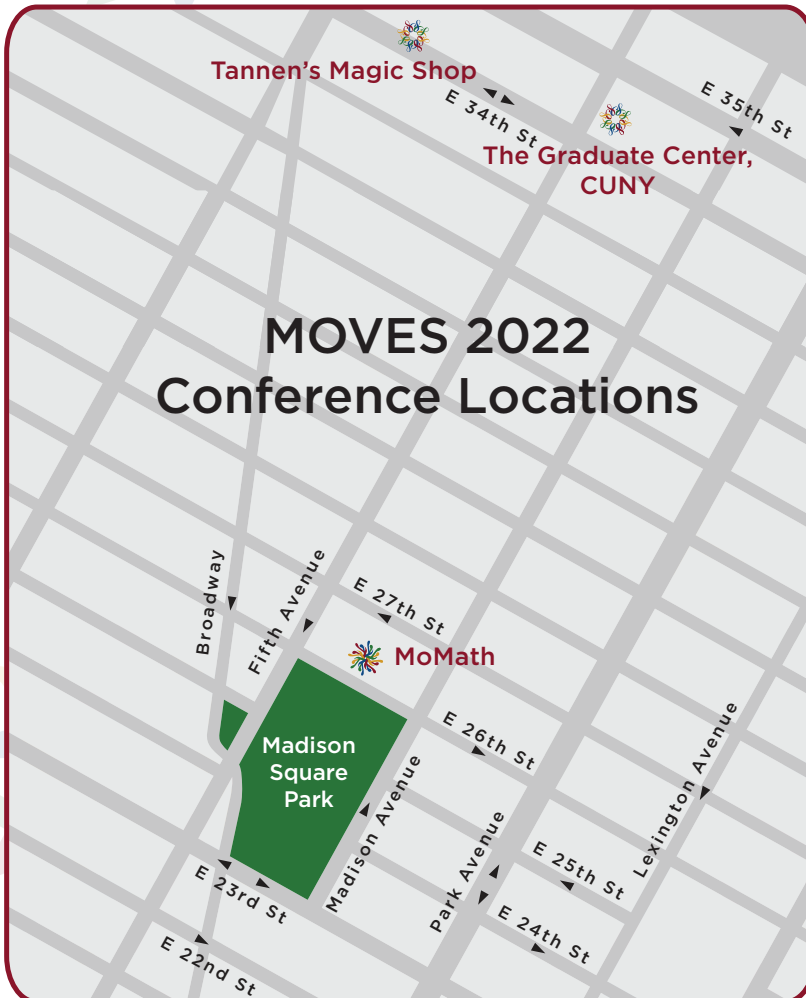 Tannen's Magic Shop
E 34th St
E 35th St
The Graduate Center,
CUNY
MOVES 2022
Conference Locations
Broadway
Fifth Avenue
E 27th St
MoMath
Madison
Square
Park
E 26th St
Madison Avenue
Park Avenue
Lexington Avenue
E 25th St
E 23rd St
E 24th St
E 22nd St